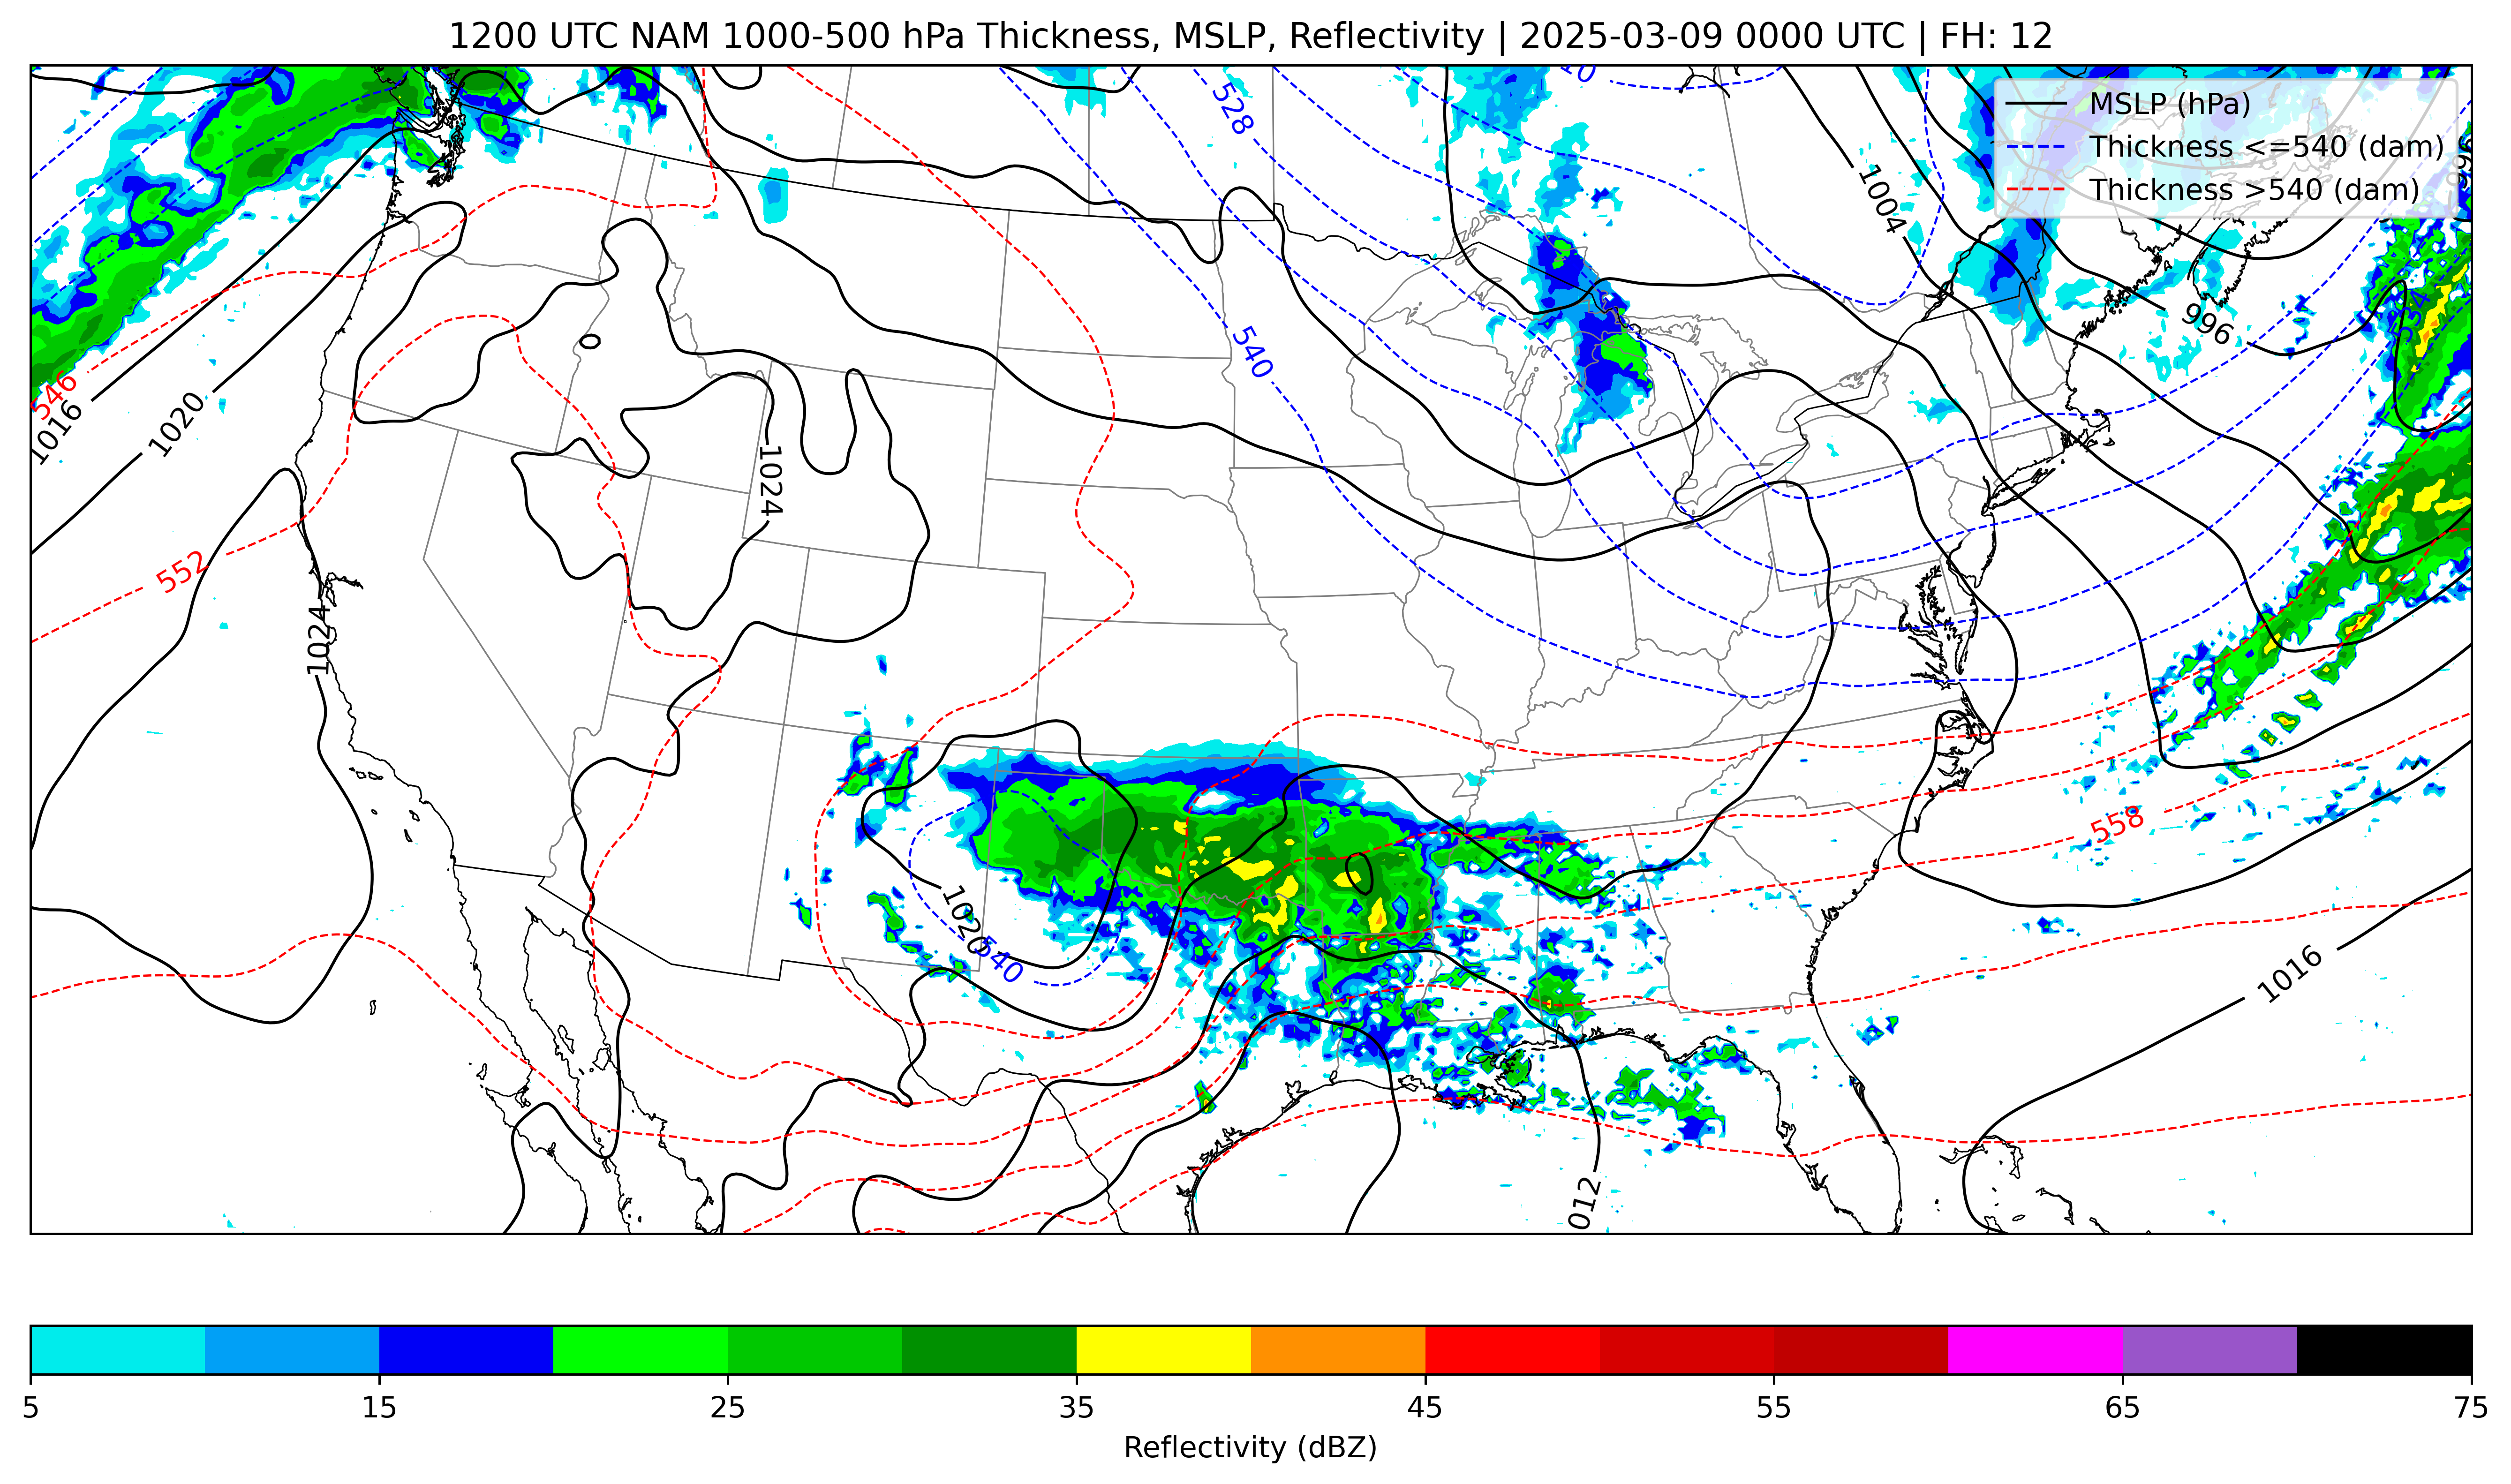 1200 UTC NAM 1000-500 hPa Thickness, MSLP, Reflectivity | 2025-03-09 0000 UTC | FH: 12
MSLP (hPa)
Thickness <=540 (dam)
Thickness >540 (dam)
528
1004
996
540
546
1016
1020
1024
552
1024
558
1020
540
1016
012
5 15 25 35 45 55 65 75
Reflectivity (dBZ)